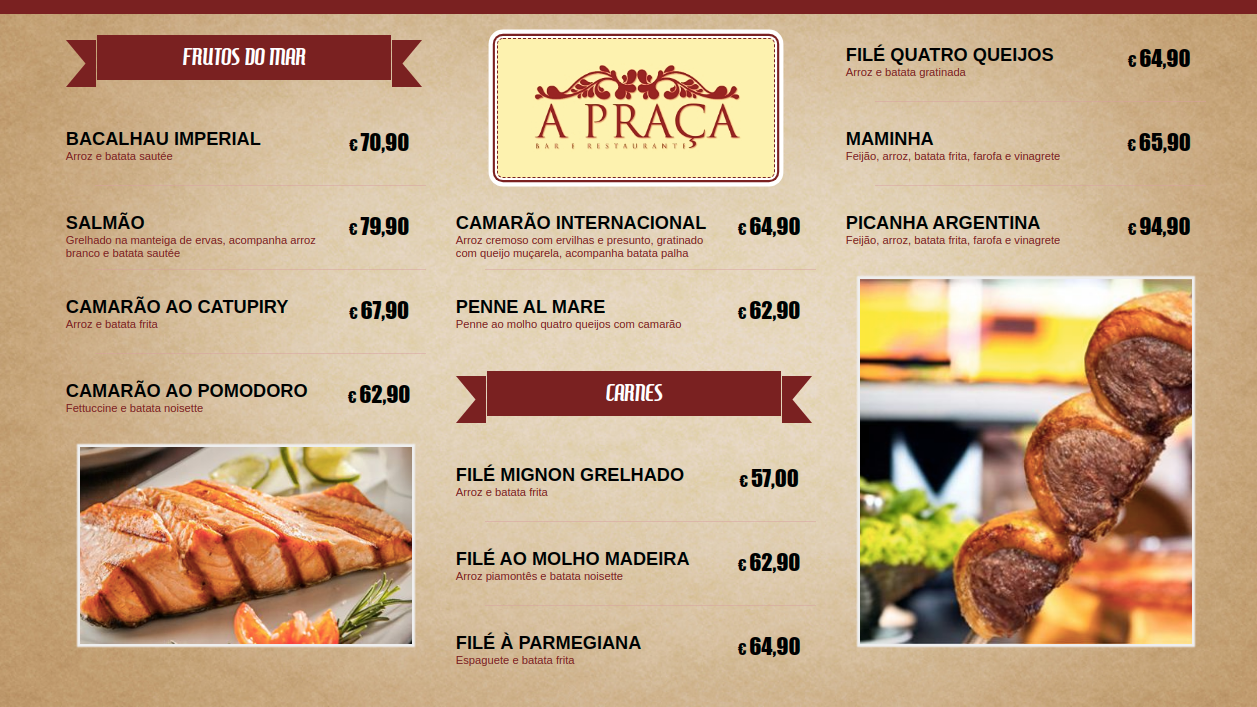 FRUTOS DO MAR
BACALHAU IMPERIAL
€ 70,90
Arroz e batata sautée
SALMÃO
€ 79,90
Grelhado na manteiga de ervas, acompanha arroz
branco e batata sautée
CAMARÃO AO CATUPIRY
€ 67,90
Arroz e batata frita
CAMARÃO AO POMODORO
€ 62,90
Fettuccine e batata noisette
A PRAÇA
BAR E RESTAURANTE
CAMARÃO INTERNACIONAL
€ 64,90
Arroz cremoso com ervilhas e presunto, gratinado
com queijo muçarela, acompanha batata palha
PENNE AL MARE
€ 62,90
Penne ao molho quatro queijos com camarão
CARNES
FILÉ MIGNON GRELHADO
€ 57,00
Arroz e batata frita
FILÉ AO MOLHO MADEIRA
€ 62,90
Arroz piamontês e batata noisette
FILÉ À PARMEGIANA
€ 64,90
Espaguete e batata frita
FILÉ QUATRO QUEIJOS
€ 64,90
Arroz e batata gratinada
MAMINHA
€ 65,90
Feijão, arroz, batata frita, farofa e vinagrete
PICANHA ARGENTINA
€ 94,90
Feijão, arroz, batata frita, farofa e vinagrete